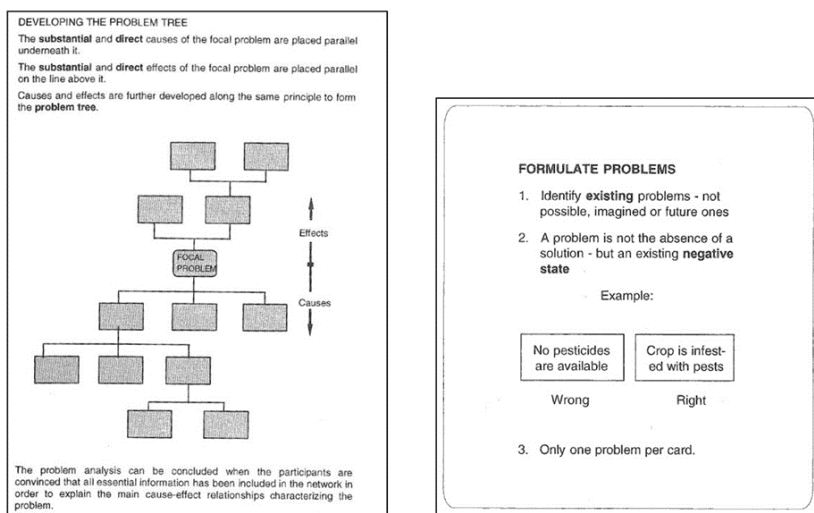 DEVELOPING THE PROBLEM TREE
The substantial and direct causes of the focal problem are placed parallel
underneath it.
The substantial and direct effects of the focal problem are placed parallel
on the line above it.
Causes and effects are further developed along the same principle to form
the problem tree.
Effects
FOCAL
PROBLEM
Causes
The problem analysis can be concluded when the participants are
convinced that all essential information has been included in the network in
order to explain the main cause-effect relationships characterizing the
problem.
FORMULATE PROBLEMS
1. Identify existing problems - not
possible, imagined or future ones
2. A problem is not the absence of a
solution - but an existing negative
state
Example:
No pesticides
are available
Crop is infest-
ed with pests
Wrong
Right
3. Only one problem per card.